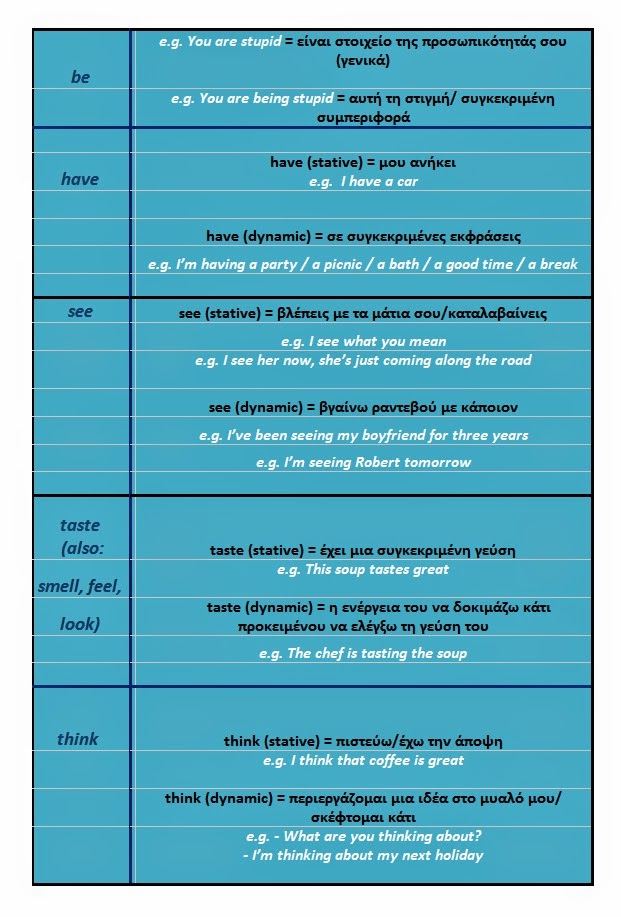 be
e.g. You are stupid = είναι στοιχείο της προσωπικότητάς σου
(γενικά)
e.g. You are being stupid = αυτή τη στιγμή/ συγκεκριμένη
συμπεριφορά
have
have (stative) = μου ανήκει
e.g. I have a car
have (dynamic) = σε συγκεκριμένες εκφράσεις
e.g. I'm having a party / a picnic / a bath / a good time / a break
see
see (stative) = βλέπεις με τα μάτια σου/καταλαβαίνεις
e.g. I see what you mean
e.g. I see her now, she's just coming along the road
see (dynamic) = βγαίνω ραντεβού με κάποιον
e.g. I've been seeing my boyfriend for three years
e.g. I'm seeing Robert tomorrow
taste
(also:
smell, feel,
look)
taste (stative) = έχει μια συγκεκριμένη γεύση
e.g. This soup tastes great
taste (dynamic) = η ενέργεια του να δοκιμάζω κάτι
προκειμένου να ελέγξω τη γεύση του
e.g. The chef is tasting the soup
think
think (stative) = πιστεύω/έχω την άποψη
e.g. I think that coffee is great
think (dynamic) = περιεργάζομαι μια ιδέα στο μυαλό μου/
σκέφτομαι κάτι
e.g. - What are you thinking about?
- I'm thinking about my next holiday